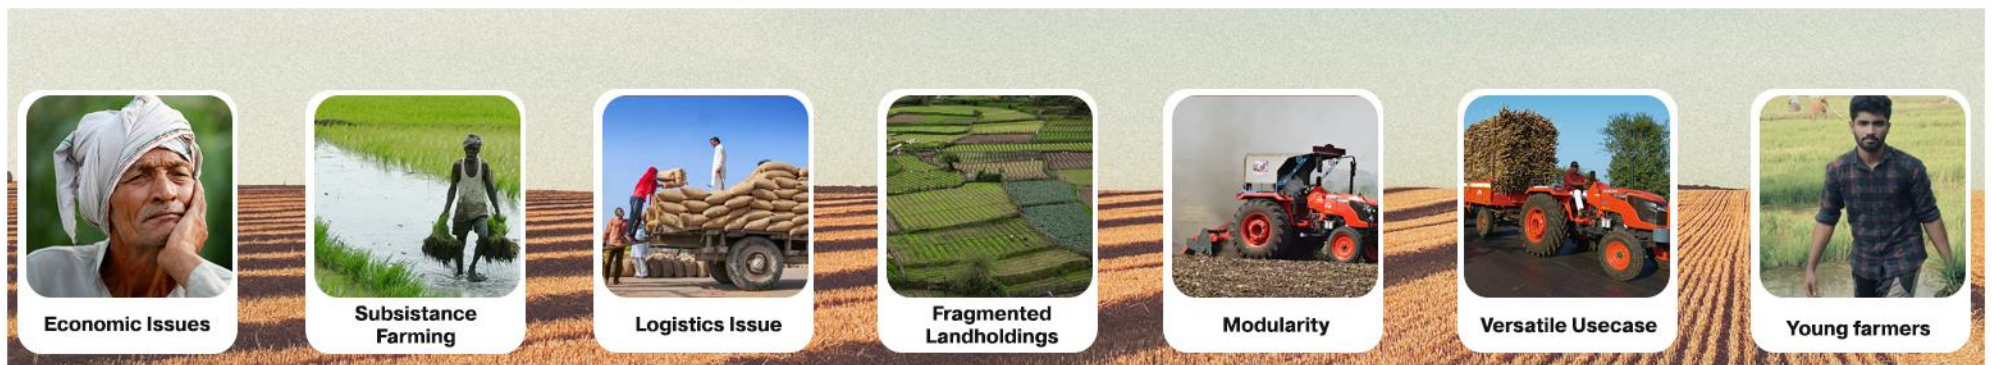 Economic Issues
Subsistance
Farming
Logistics Issue
Fragmented
Landholdings
Modularity
Versatile Usecase
Young farmers